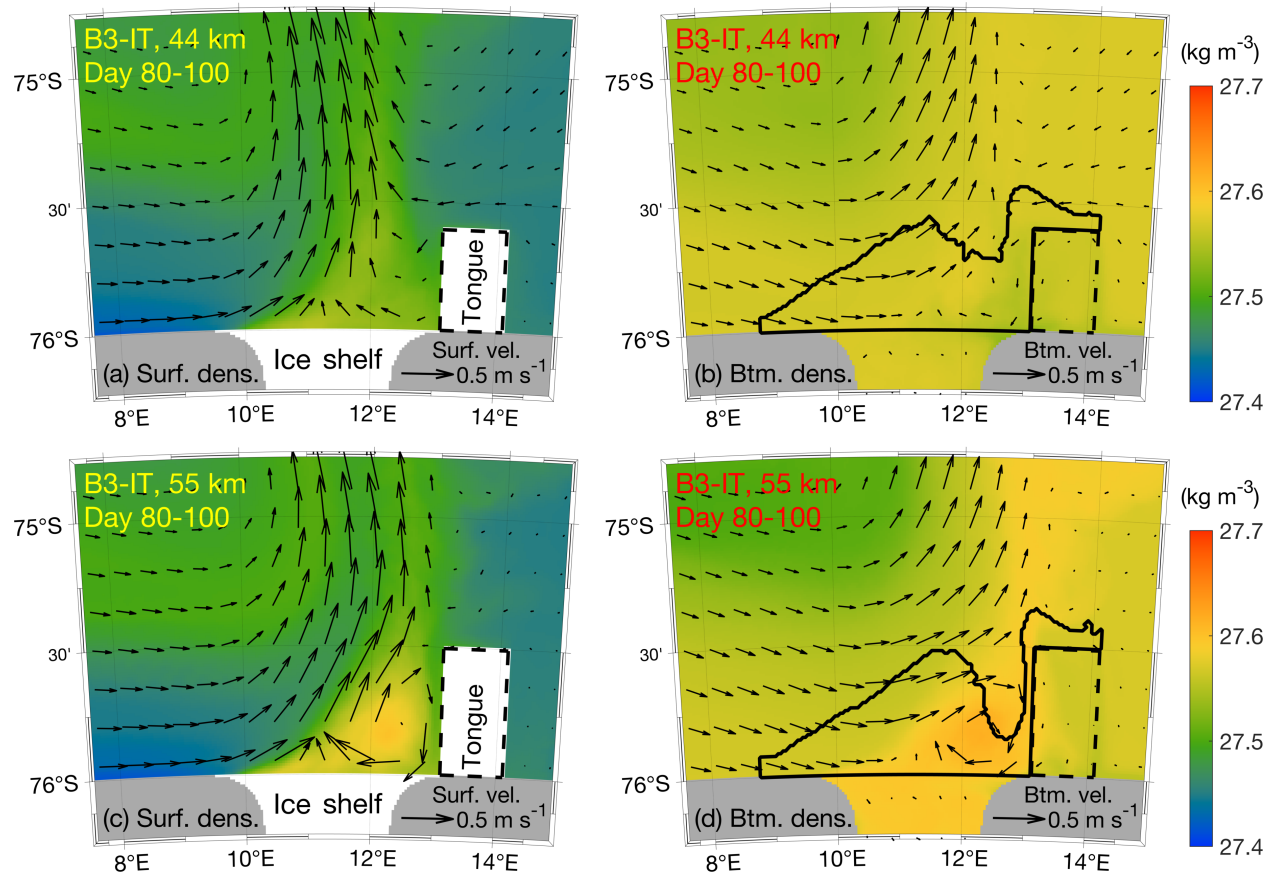 B3-IT, 44 km
Day 80-100
75°S
30'
76°S
Tongue
Ice shelf
Surf. vel.
0.5 m s⁻¹
(a) Surf. dens.
8°E 10°E 12°E 14°E
B3-IT, 44 km
Day 80-100
75°S
30'
76°S
Btm. vel.
0.5 m s⁻¹
(b) Btm. dens.
8°E 10°E 12°E 14°E
(kg m⁻³)
27.7
27.6
27.5
27.4
B3-IT, 55 km
Day 80-100
75°S
30'
76°S
Tongue
Ice shelf
Surf. vel.
0.5 m s⁻¹
(c) Surf. dens.
8°E 10°E 12°E 14°E
B3-IT, 55 km
Day 80-100
75°S
30'
76°S
Btm. vel.
0.5 m s⁻¹
(d) Btm. dens.
8°E 10°E 12°E 14°E
(kg m⁻³)
27.7
27.6
27.5
27.4